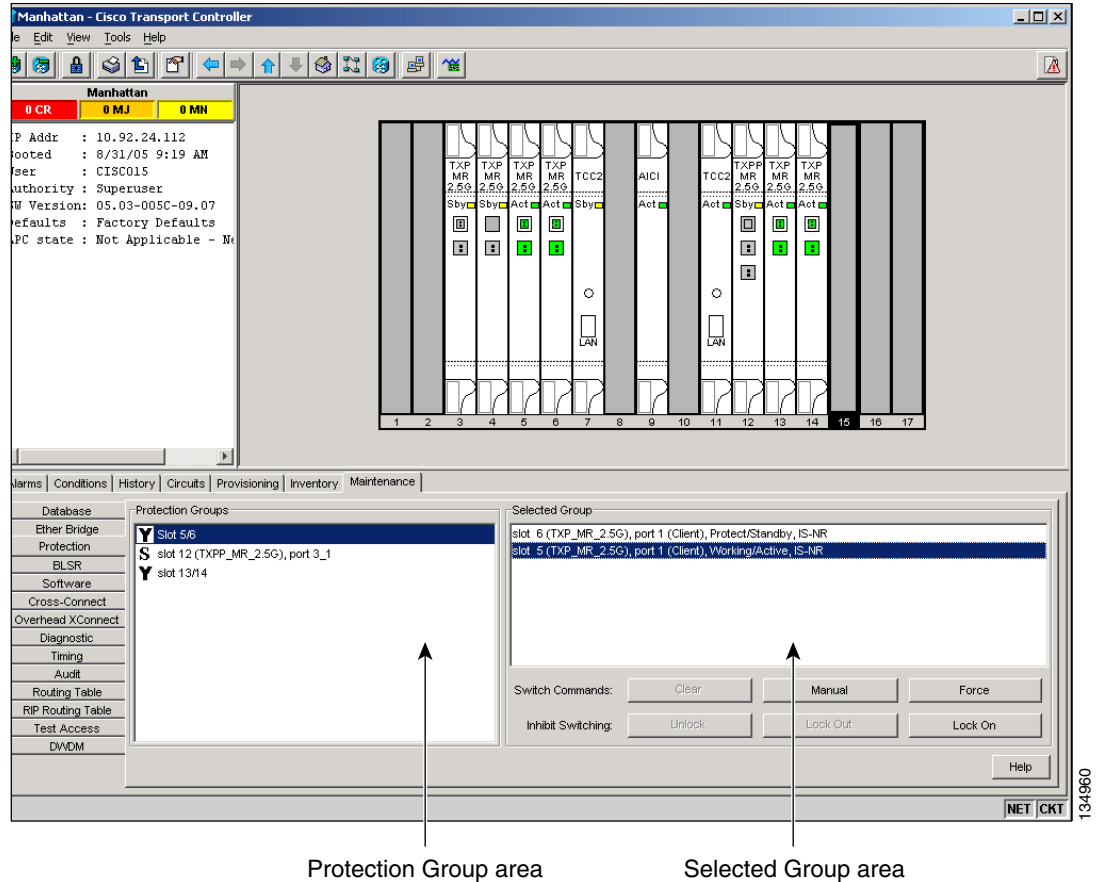 Manhattan - Cisco Transport Controller
le Edit View Tools Help
Manhattan
0 CR 0 MJ 0 MN
IP Addr : 10.92.24.112
ooted : 8/31/05 9:19 AM
User : CISCO15
uthority : Superuser
SW Version: 05.03-005C-09.07
efaults : Factory Defaults
APC state : Not Applicable - Ne
TXP MR 2.5G Sby
TXP MR 2.5G Sby
TXP MR 2.5G Act
TXP MR 2.5G Act
TCC2 Sby LAN
AICI Act
TCC2 Act LAN
TXPP MR 2.5G Sby
TXP MR 2.5G Act
TXP MR 2.5G Act
1 2 3 4 5 6 7 8 9 10 11 12 13 14 15 16 17
Alarms Conditions History Circuits Provisioning Inventory Maintenance
Database
Ether Bridge
Protection
BLSR
Software
Cross-Connect
Overhead XConnect
Diagnostic
Timing
Audit
Routing Table
RIP Routing Table
Test Access
DWDM
Protection Groups
Y Slot 5/6
S slot 12 (TXPP_MR_2.5G), port 3_1
Y slot 13/14
Selected Group
slot 6 (TXP_MR_2.5G), port 1 (Client), Protect/Standby, IS-NR
slot 5 (TXP_MR_2.5G), port 1 (Client), Working/Active, IS-NR
Switch Commands: Clear Manual Force
Inhibit Switching: Unlock Lock Out Lock On
Help
NET CKT
134960
Protection Group area
Selected Group area